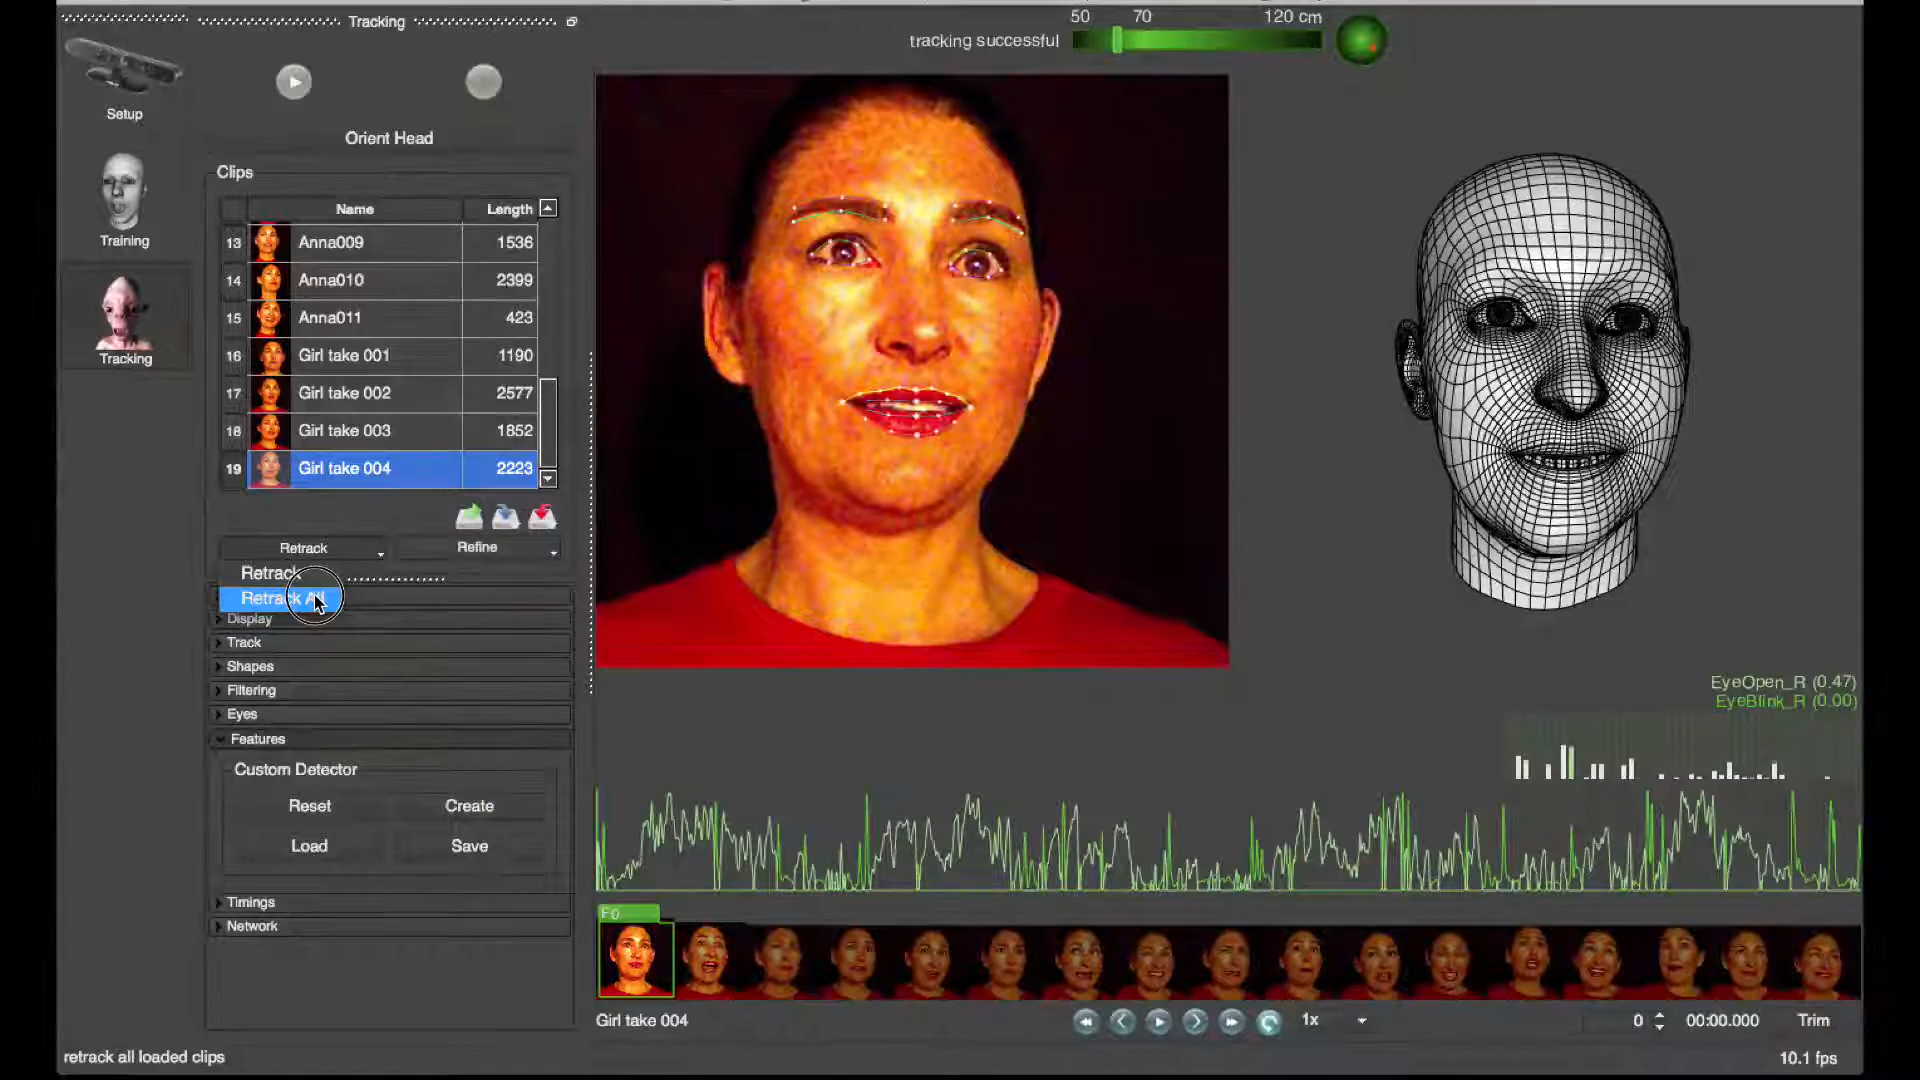 Tracking
50 70 120 cm
tracking successful
Setup
Orient Head
Clips
Name Length
13 Anna009 1536
14 Anna010 2399
15 Anna011 423
16 Girl take 001 1190
17 Girl take 002 2577
18 Girl take 003 1852
19 Girl take 004 2223
Training
Tracking
Retrack Refine
Retrack
Retrack All
Display
Track
Shapes
Filtering
Eyes
Features
Custom Detector
Reset Create
Load Save
Timings
Network
EyeOpen_R (0.47)
EyeBlink_R (0.00)
F0
Girl take 004 1x 0 00:00.000 Trim
retrack all loaded clips 10.1 fps